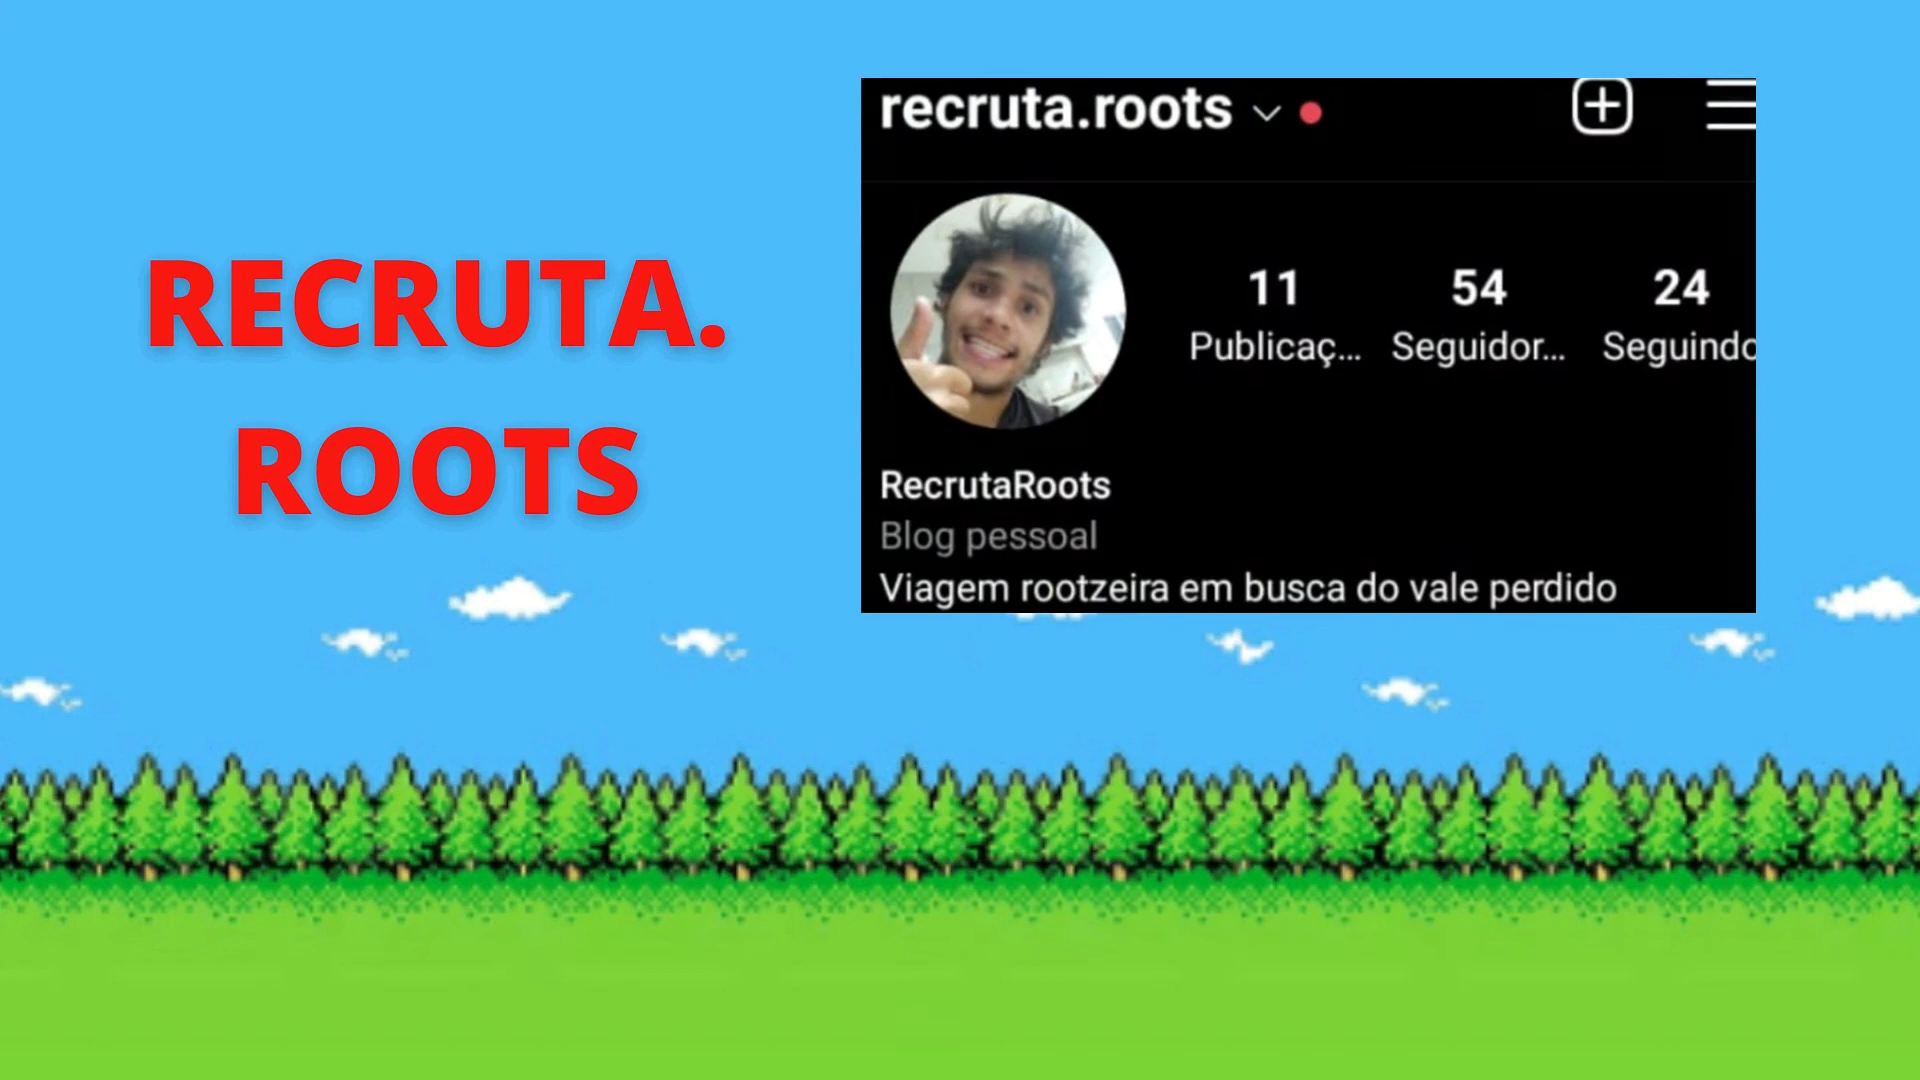 RECRUTA.
ROOTS
recruta.roots
11 54 24
Publicaç... Seguidor... Seguindo
RecrutaRoots
Blog pessoal
Viagem rootzeira em busca do vale perdido